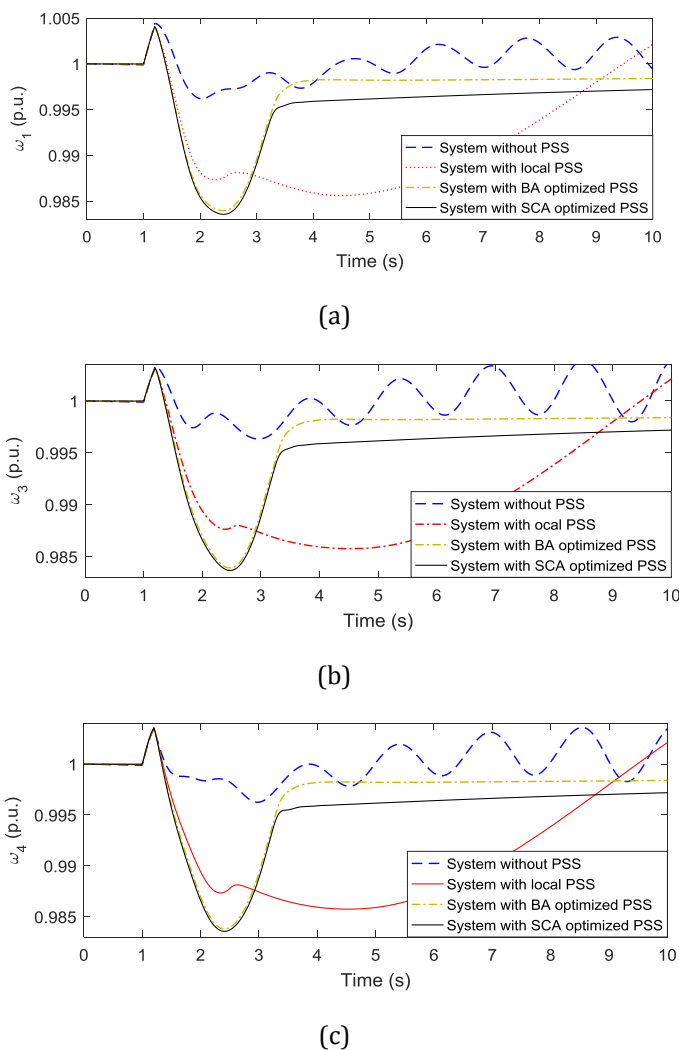 1.005
1
0.995
0.99
0.985
ω1 (p.u.)
System without PSS
System with local PSS
System with BA optimized PSS
System with SCA optimized PSS
0 1 2 3 4 5 6 7 8 9 10
Time (s)
(a)
1
0.995
0.99
0.985
ω3 (p.u.)
System without PSS
System with ocal PSS
System with BA optimized PSS
System with SCA optimized PSS
0 1 2 3 4 5 6 7 8 9 10
Time (s)
(b)
1
0.995
0.99
0.985
ω4 (p.u.)
System without PSS
System with local PSS
System with BA optimized PSS
System with SCA optimized PSS
0 1 2 3 4 5 6 7 8 9 10
Time (s)
(c)